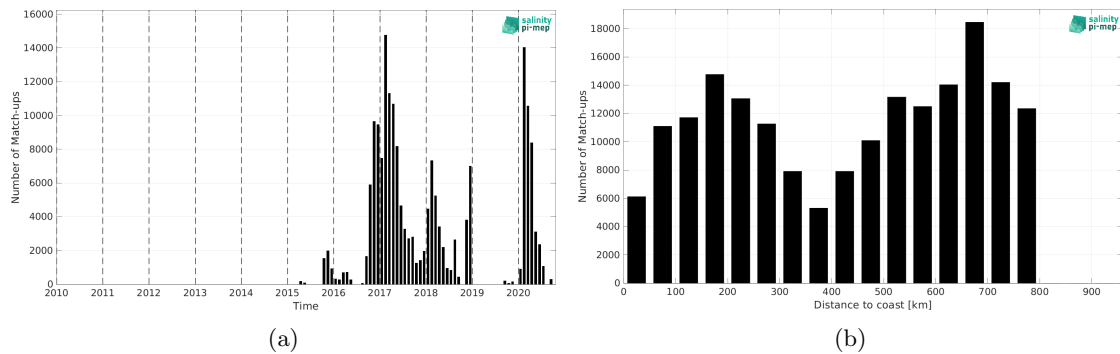 16000
14000
12000
10000
8000
6000
4000
2000
0
Number of Match-ups
2010 2011 2012 2013 2014 2015 2016 2017 2018 2019 2020
Time
salinity
pi-mep
(a)
18000
16000
14000
12000
10000
8000
6000
4000
2000
0
Number of Match-ups
0 100 200 300 400 500 600 700 800 900
Distance to coast [km]
salinity
pi-mep
(b)